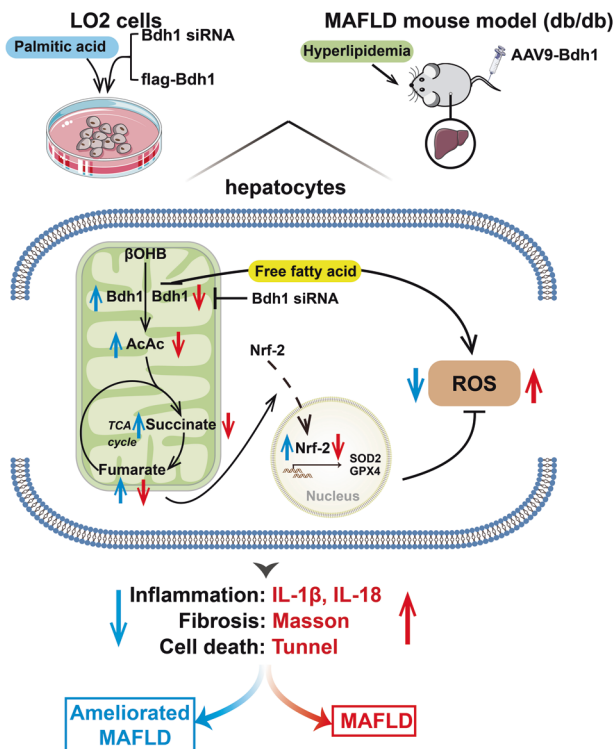 LO2 cells
MAFLD mouse model (db/db)
Palmitic acid
Bdh1 siRNA
flag-Bdh1
Hyperlipidemia
AAV9-Bdh1
hepatocytes
βOHB
Free fatty acid
Bdh1 Bdh1
Bdh1 siRNA
AcAc
Nrf-2
ROS
TCA
cycle
Succinate
Nrf-2
SOD2
GPX4
Fumarate
Nucleus
Inflammation: IL-1β, IL-18
Fibrosis: Masson
Cell death: Tunnel
Ameliorated
MAFLD
MAFLD